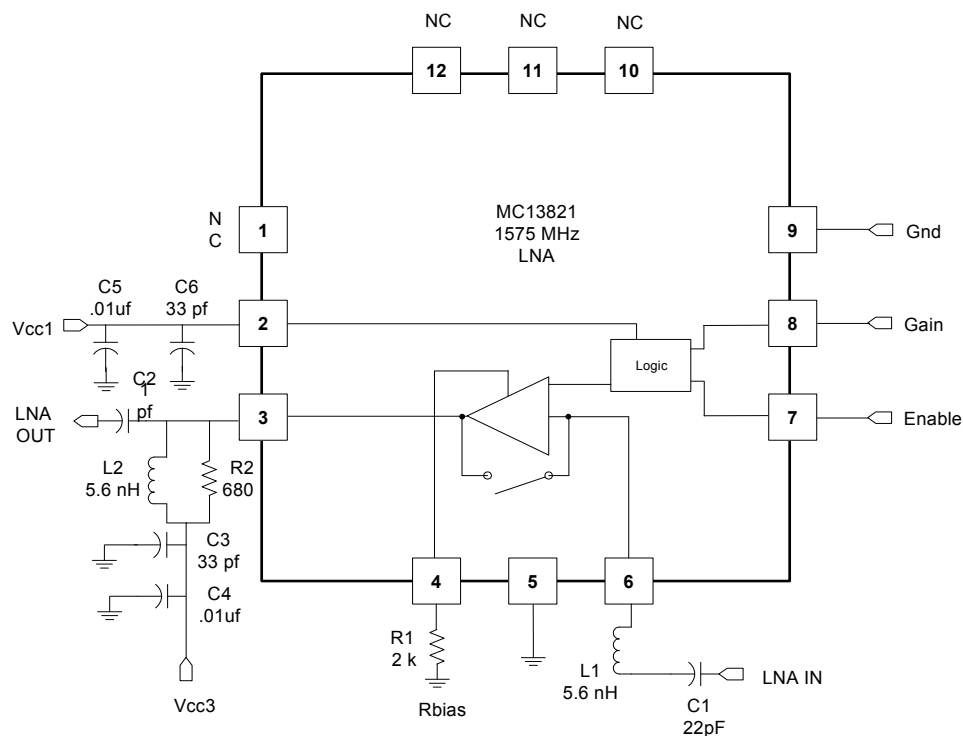 NC
NC
NC
12
11
10
N
C
1
MC13821
1575 MHz
LNA
9
Gnd
C5
.01uf
C6
33 pf
Vcc1
2
8
Gain
Logic
C2
1
pf
LNA
OUT
3
7
Enable
L2
5.6 nH
R2
680
C3
33 pf
C4
.01uf
4
5
6
R1
2 k
L1
5.6 nH
LNA IN
C1
22pF
Vcc3
Rbias